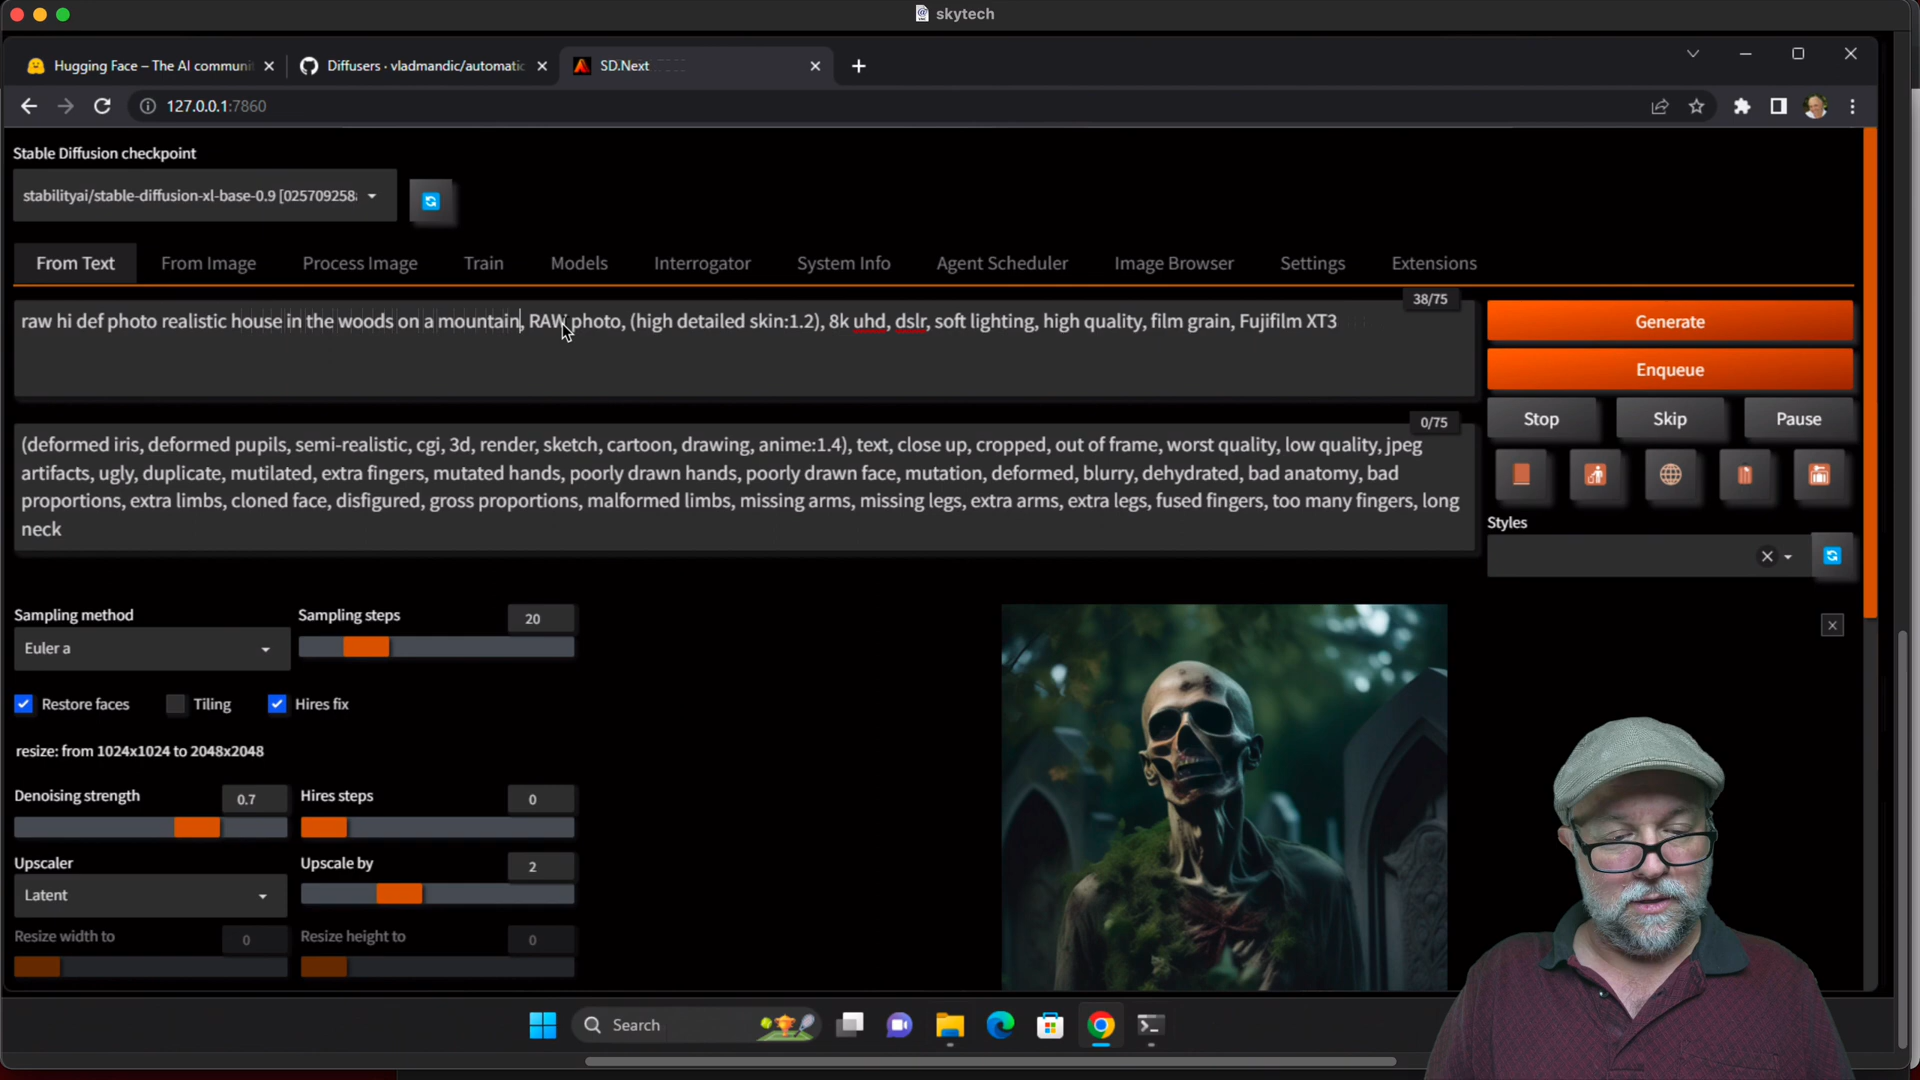 skytech
Hugging Face – The AI communi
Diffusers · vladmandic/automatic
SD.Next
127.0.0.1:7860
Stable Diffusion checkpoint
stabilityai/stable-diffusion-xl-base-0.9 [025709258
From Text
From Image
Process Image
Train
Models
Interrogator
System Info
Agent Scheduler
Image Browser
Settings
Extensions
38/75
raw hi def photo realistic house in the woods on a mountain, RAW photo, (high detailed skin:1.2), 8k uhd, dslr, soft lighting, high quality, film grain, Fujifilm XT3
Generate
Enqueue
0/75
(deformed iris, deformed pupils, semi-realistic, cgi, 3d, render, sketch, cartoon, drawing, anime:1.4), text, close up, cropped, out of frame, worst quality, low quality, jpeg
artifacts, ugly, duplicate, mutilated, extra fingers, mutated hands, poorly drawn hands, poorly drawn face, mutation, deformed, blurry, dehydrated, bad anatomy, bad
proportions, extra limbs, cloned face, disfigured, gross proportions, malformed limbs, missing arms, missing legs, extra arms, extra legs, fused fingers, too many fingers, long
neck
Stop
Skip
Pause
Styles
Sampling method
Sampling steps
20
Euler a
Restore faces
Tiling
Hires fix
resize: from 1024x1024 to 2048x2048
Denoising strength
0.7
Hires steps
0
Upscaler
Upscale by
2
Latent
Resize width to
0
Resize height to
0
Search